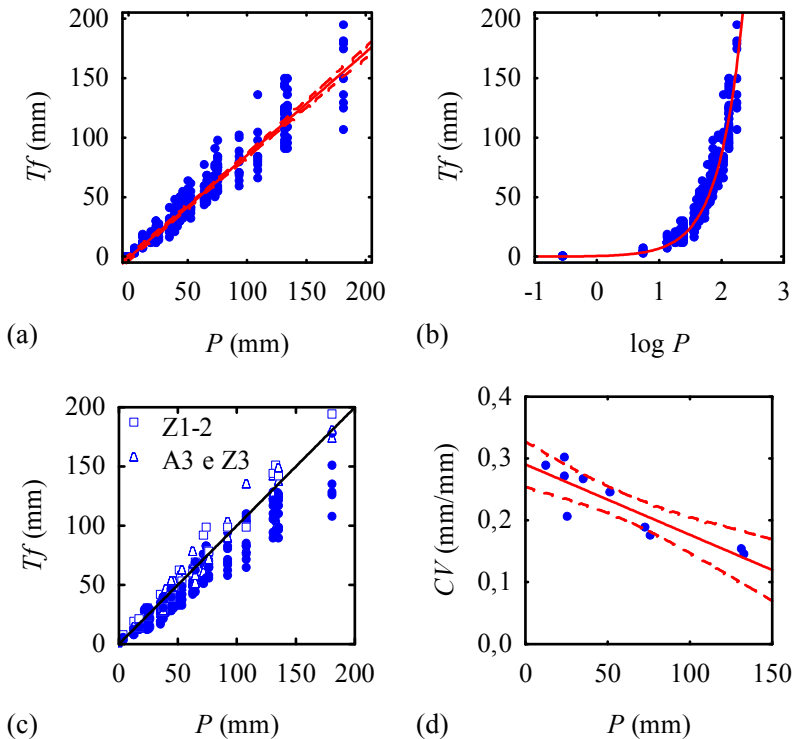 200
150
100
50
0
Tf (mm)
0 50 100 150 200
(a)
P (mm)
200
150
100
50
0
Tf (mm)
-1 0 1 2 3
(b)
log P
200
150
100
50
0
Tf (mm)
Z1-2
A3 e Z3
0 50 100 150 200
(c)
P (mm)
0,4
0,3
0,2
0,1
0,0
CV (mm/mm)
0 50 100 150
(d)
P (mm)